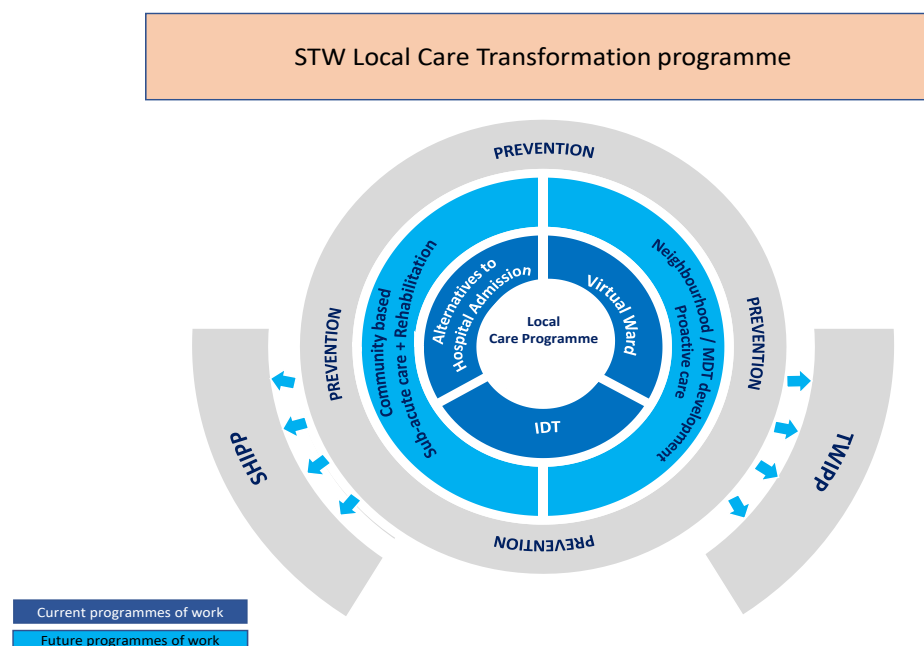 STW Local Care Transformation programme
PREVENTION
PREVENTION
PREVENTION
PREVENTION
Community based
Sub-acute care + Rehabilitation
Neighbourhood / MDT development
Proactive care
Alternatives to
Hospital Admission
Virtual Ward
Local
Care Programme
IDT
SHIPP
TWIPP
Current programmes of work
Future programmes of work